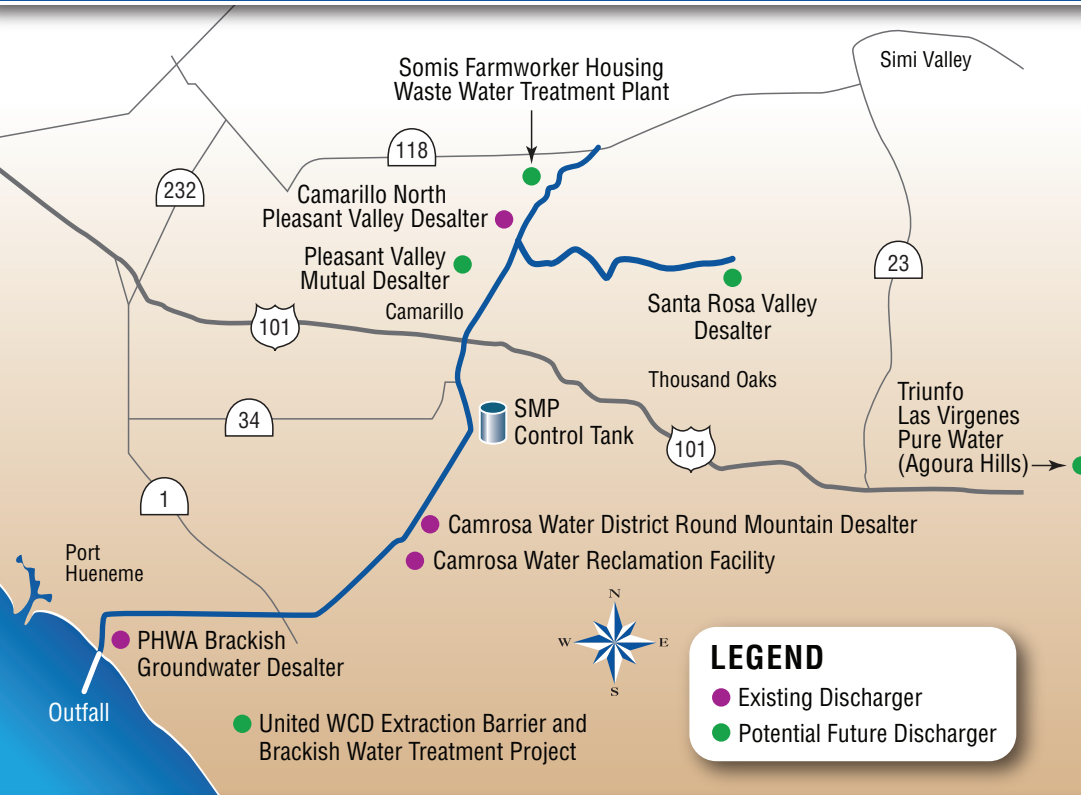 Simi Valley
Somis Farmworker Housing
Waste Water Treatment Plant
118
232
Camarillo North
Pleasant Valley Desalter
Pleasant Valley
Mutual Desalter
Camarillo
23
Santa Rosa Valley
Desalter
101
Thousand Oaks
34
SMP
Control Tank
101
Triunfo
Las Virgenes
Pure Water
(Agoura Hills)
1
Camrosa Water District Round Mountain Desalter
Camrosa Water Reclamation Facility
Port
Hueneme
N
W
E
S
PHWA Brackish
Groundwater Desalter
Outfall
United WCD Extraction Barrier and
Brackish Water Treatment Project
LEGEND
Existing Discharger
Potential Future Discharger